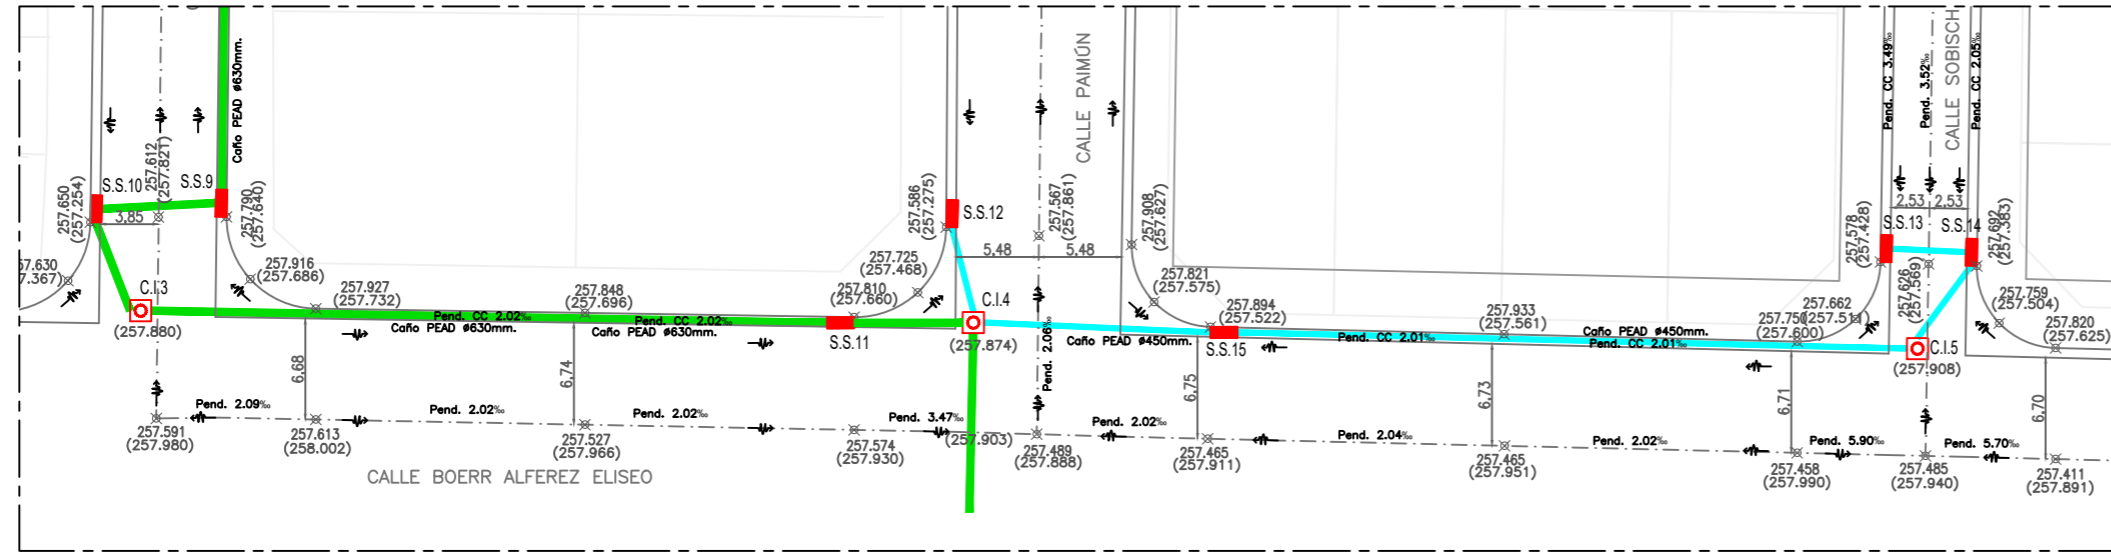 Caño PEAD ø630mm.
S.S.10
S.S.9
257.650
(257.254)
257.612
(257.821)
3,85
257.790
(257.640)
257.630
7.367)
C.I.3
(257.880)
257.916
(257.686)
257.927
(257.732)
257.848
(257.696)
Pend. CC 2.02‰
Caño PEAD ø630mm.
Pend. CC 2.02‰
Caño PEAD ø630mm.
257.810
(257.660)
257.725
(257.468)
S.S.11
257.586
(257.275)
S.S.12
C.I.4
(257.874)
5,48
5,48
257.567
(257.861)
CALLE PAIMÚN
257.908
(257.627)
257.821
(257.575)
257.894
(257.522)
S.S.15
Caño PEAD ø450mm.
Pend. 2.06‰
257.933
(257.561)
Pend. CC 2.01‰
Caño PEAD ø450mm.
Pend. CC 2.01‰
257.662
257.750
(257.600)
Pend. CC 3.49‰
Pend. 3.52‰
CALLE SOBISCH
Pend. CC 2.05‰
2,53
2,53
S.S.13
S.S.14
257.578
(257.428)
257.626
(257.569)
257.692
(257.383)
C.I.5
(257.908)
257.759
(257.504)
257.820
(257.625)
6,68
6,74
6,75
6,73
6,71
6,70
Pend. 2.09‰
Pend. 2.02‰
Pend. 2.02‰
Pend. 3.47‰
Pend. 2.02‰
Pend. 2.04‰
Pend. 2.02‰
Pend. 5.90‰
Pend. 5.70‰
257.591
(257.980)
257.613
(258.002)
257.527
(257.966)
257.574
(257.930)
(257.903)
257.489
(257.888)
257.465
(257.911)
257.465
(257.951)
257.458
(257.990)
257.485
(257.940)
257.411
(257.891)
CALLE BOERR ALFEREZ ELISEO